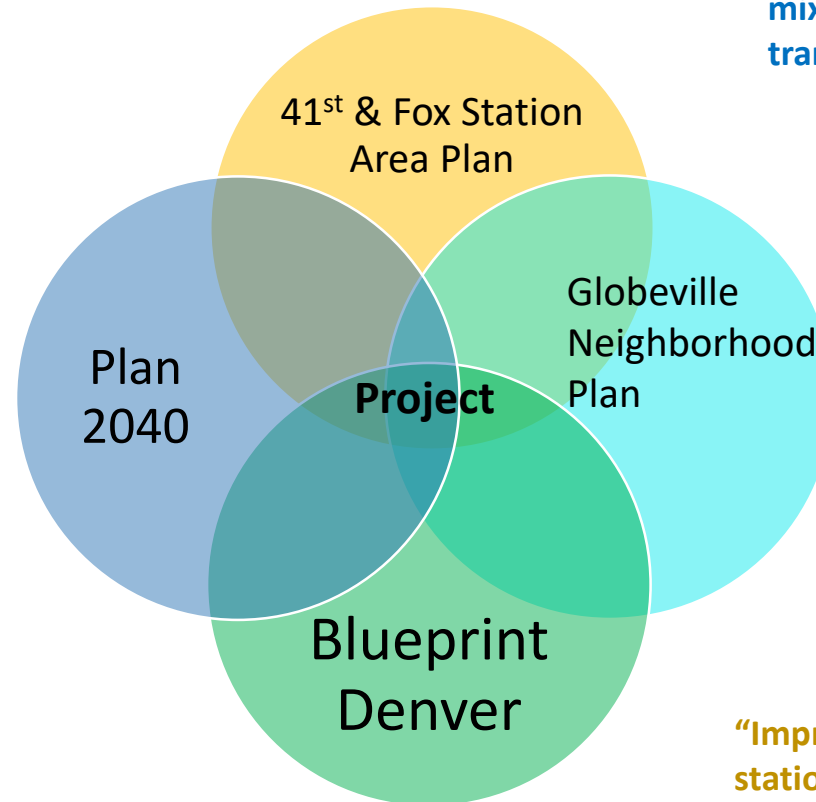 41st & Fox Station
Area Plan
Globeville
Neighborhood
Plan
Plan
2040
Project
Blueprint
Denver